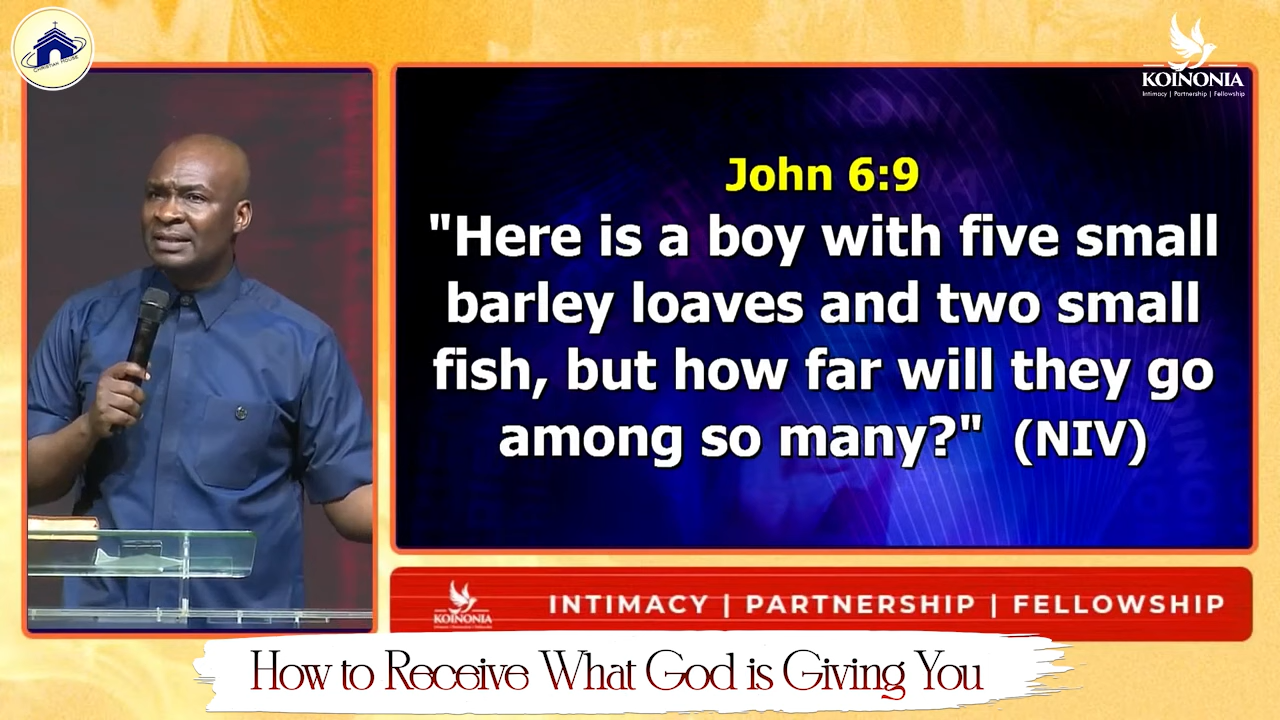 CHRISTIAN HOUSE
KOINONIA
Intimacy | Partnership | Fellowship
John 6:9
"Here is a boy with five small
barley loaves and two small
fish, but how far will they go
among so many?" (NIV)
KOINONIA
INTIMACY | PARTNERSHIP | FELLOWSHIP
How to Receive What God is Giving You